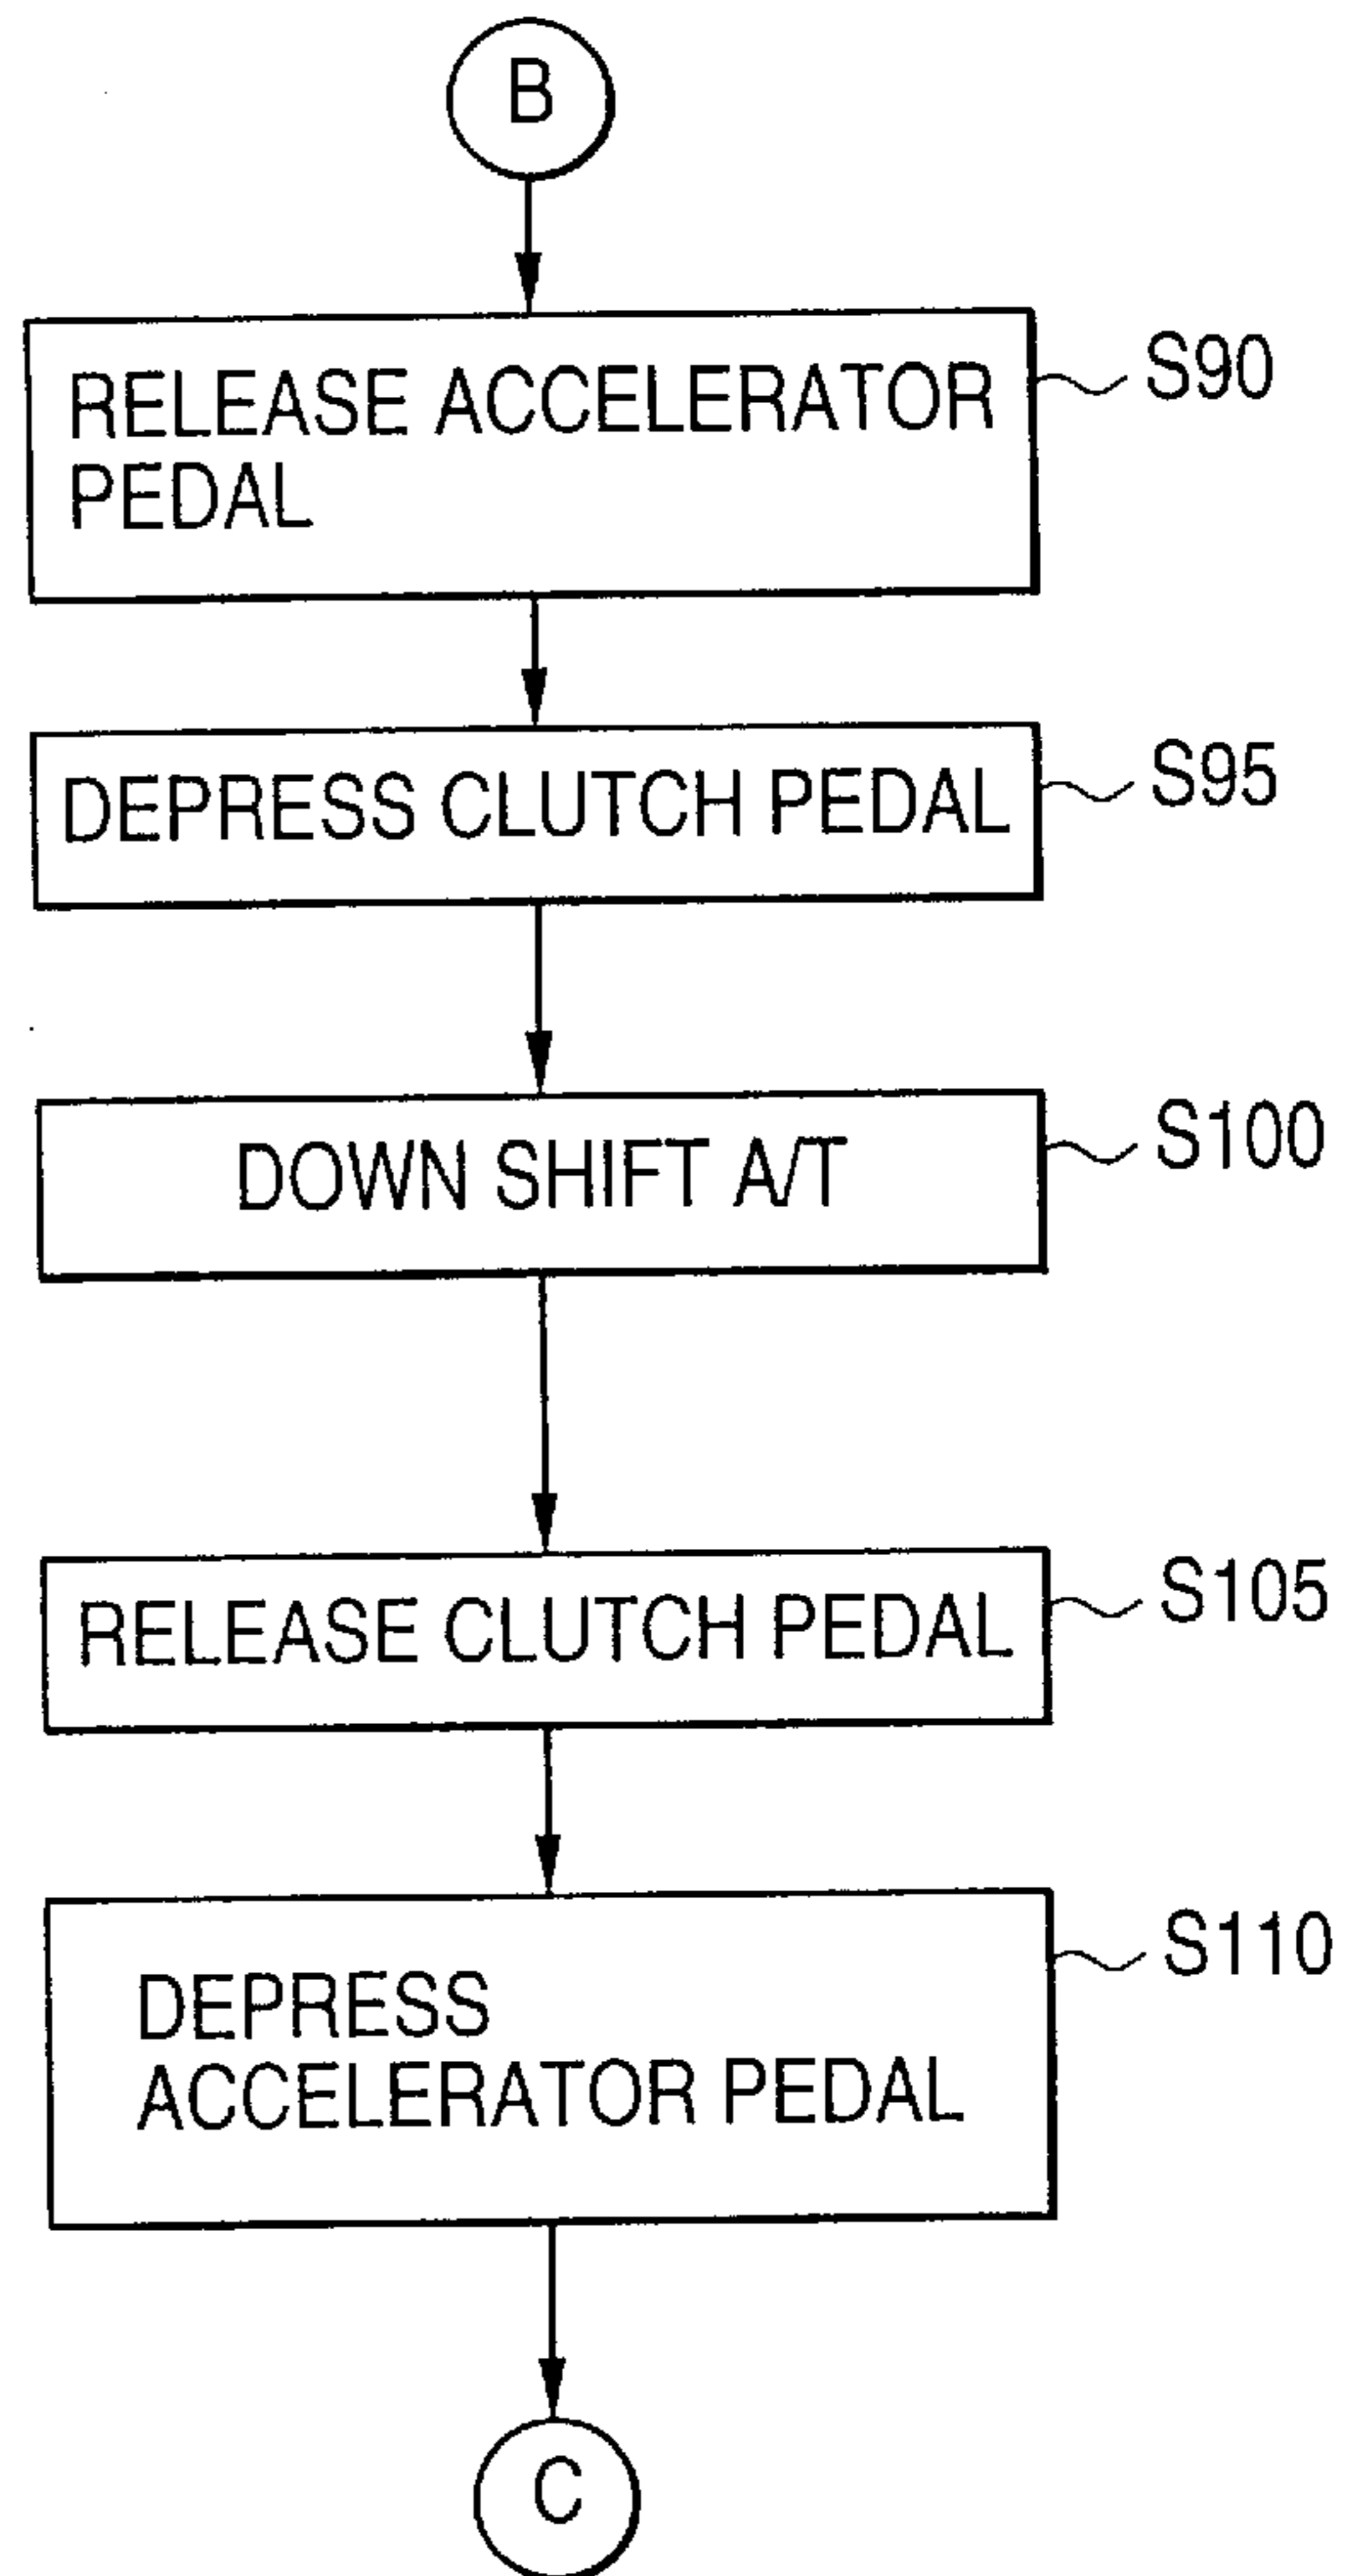 B
RELEASE ACCELERATOR
PEDAL
S90
DEPRESS CLUTCH PEDAL
S95
DOWN SHIFT A/T
S100
RELEASE CLUTCH PEDAL
S105
DEPRESS
ACCELERATOR PEDAL
S110
C